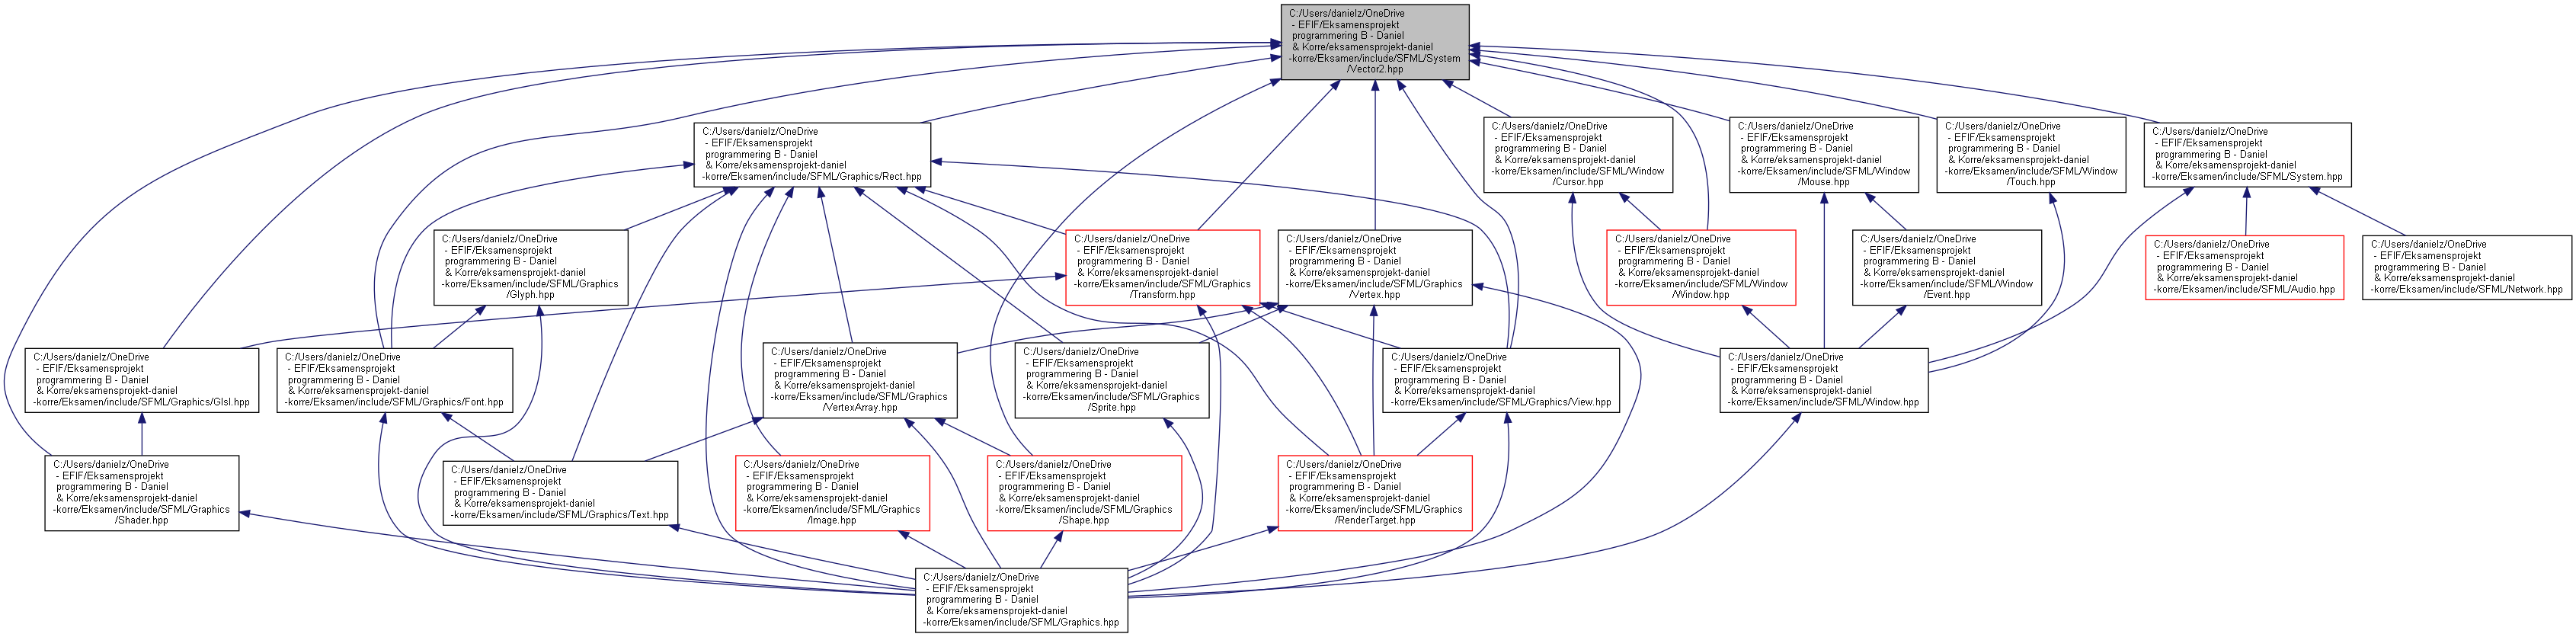 C:/Users/danielz/OneDrive
- EFIF/Eksamensprojekt
programmering B - Daniel
& Korre/eksamensprojekt-daniel
-korre/Eksamen/include/SFML/System
/Vector2.hpp
C:/Users/danielz/OneDrive
- EFIF/Eksamensprojekt
programmering B - Daniel
& Korre/eksamensprojekt-daniel
-korre/Eksamen/include/SFML/Graphics/Rect.hpp
C:/Users/danielz/OneDrive
- EFIF/Eksamensprojekt
programmering B - Daniel
& Korre/eksamensprojekt-daniel
-korre/Eksamen/include/SFML/Window
/Cursor.hpp
C:/Users/danielz/OneDrive
- EFIF/Eksamensprojekt
programmering B - Daniel
& Korre/eksamensprojekt-daniel
-korre/Eksamen/include/SFML/Window
/Mouse.hpp
C:/Users/danielz/OneDrive
- EFIF/Eksamensprojekt
programmering B - Daniel
& Korre/eksamensprojekt-daniel
-korre/Eksamen/include/SFML/Window
/Touch.hpp
C:/Users/danielz/OneDrive
- EFIF/Eksamensprojekt
programmering B - Daniel
& Korre/eksamensprojekt-daniel
-korre/Eksamen/include/SFML/System.hpp
C:/Users/danielz/OneDrive
- EFIF/Eksamensprojekt
programmering B - Daniel
& Korre/eksamensprojekt-daniel
-korre/Eksamen/include/SFML/Graphics
/Glyph.hpp
C:/Users/danielz/OneDrive
- EFIF/Eksamensprojekt
programmering B - Daniel
& Korre/eksamensprojekt-daniel
-korre/Eksamen/include/SFML/Graphics
/Transform.hpp
C:/Users/danielz/OneDrive
- EFIF/Eksamensprojekt
programmering B - Daniel
& Korre/eksamensprojekt-daniel
-korre/Eksamen/include/SFML/Graphics
/Vertex.hpp
C:/Users/danielz/OneDrive
- EFIF/Eksamensprojekt
programmering B - Daniel
& Korre/eksamensprojekt-daniel
-korre/Eksamen/include/SFML/Window
/Window.hpp
C:/Users/danielz/OneDrive
- EFIF/Eksamensprojekt
programmering B - Daniel
& Korre/eksamensprojekt-daniel
-korre/Eksamen/include/SFML/Window
/Event.hpp
C:/Users/danielz/OneDrive
- EFIF/Eksamensprojekt
programmering B - Daniel
& Korre/eksamensprojekt-daniel
-korre/Eksamen/include/SFML/Audio.hpp
C:/Users/danielz/OneDrive
- EFIF/Eksamensprojekt
programmering B - Daniel
& Korre/eksamensprojekt-daniel
-korre/Eksamen/include/SFML/Network.hpp
C:/Users/danielz/OneDrive
- EFIF/Eksamensprojekt
programmering B - Daniel
& Korre/eksamensprojekt-daniel
-korre/Eksamen/include/SFML/Graphics/Glsl.hpp
C:/Users/danielz/OneDrive
- EFIF/Eksamensprojekt
programmering B - Daniel
& Korre/eksamensprojekt-daniel
-korre/Eksamen/include/SFML/Graphics/Font.hpp
C:/Users/danielz/OneDrive
- EFIF/Eksamensprojekt
programmering B - Daniel
& Korre/eksamensprojekt-daniel
-korre/Eksamen/include/SFML/Graphics
/VertexArray.hpp
C:/Users/danielz/OneDrive
- EFIF/Eksamensprojekt
programmering B - Daniel
& Korre/eksamensprojekt-daniel
-korre/Eksamen/include/SFML/Graphics
/Sprite.hpp
C:/Users/danielz/OneDrive
- EFIF/Eksamensprojekt
programmering B - Daniel
& Korre/eksamensprojekt-daniel
-korre/Eksamen/include/SFML/Graphics/View.hpp
C:/Users/danielz/OneDrive
- EFIF/Eksamensprojekt
programmering B - Daniel
& Korre/eksamensprojekt-daniel
-korre/Eksamen/include/SFML/Window.hpp
C:/Users/danielz/OneDrive
- EFIF/Eksamensprojekt
programmering B - Daniel
& Korre/eksamensprojekt-daniel
-korre/Eksamen/include/SFML/Graphics
/Shader.hpp
C:/Users/danielz/OneDrive
- EFIF/Eksamensprojekt
programmering B - Daniel
& Korre/eksamensprojekt-daniel
-korre/Eksamen/include/SFML/Graphics/Text.hpp
C:/Users/danielz/OneDrive
- EFIF/Eksamensprojekt
programmering B - Daniel
& Korre/eksamensprojekt-daniel
-korre/Eksamen/include/SFML/Graphics
/Image.hpp
C:/Users/danielz/OneDrive
- EFIF/Eksamensprojekt
programmering B - Daniel
& Korre/eksamensprojekt-daniel
-korre/Eksamen/include/SFML/Graphics
/Shape.hpp
C:/Users/danielz/OneDrive
- EFIF/Eksamensprojekt
programmering B - Daniel
& Korre/eksamensprojekt-daniel
-korre/Eksamen/include/SFML/Graphics
/RenderTarget.hpp
C:/Users/danielz/OneDrive
- EFIF/Eksamensprojekt
programmering B - Daniel
& Korre/eksamensprojekt-daniel
-korre/Eksamen/include/SFML/Graphics.hpp